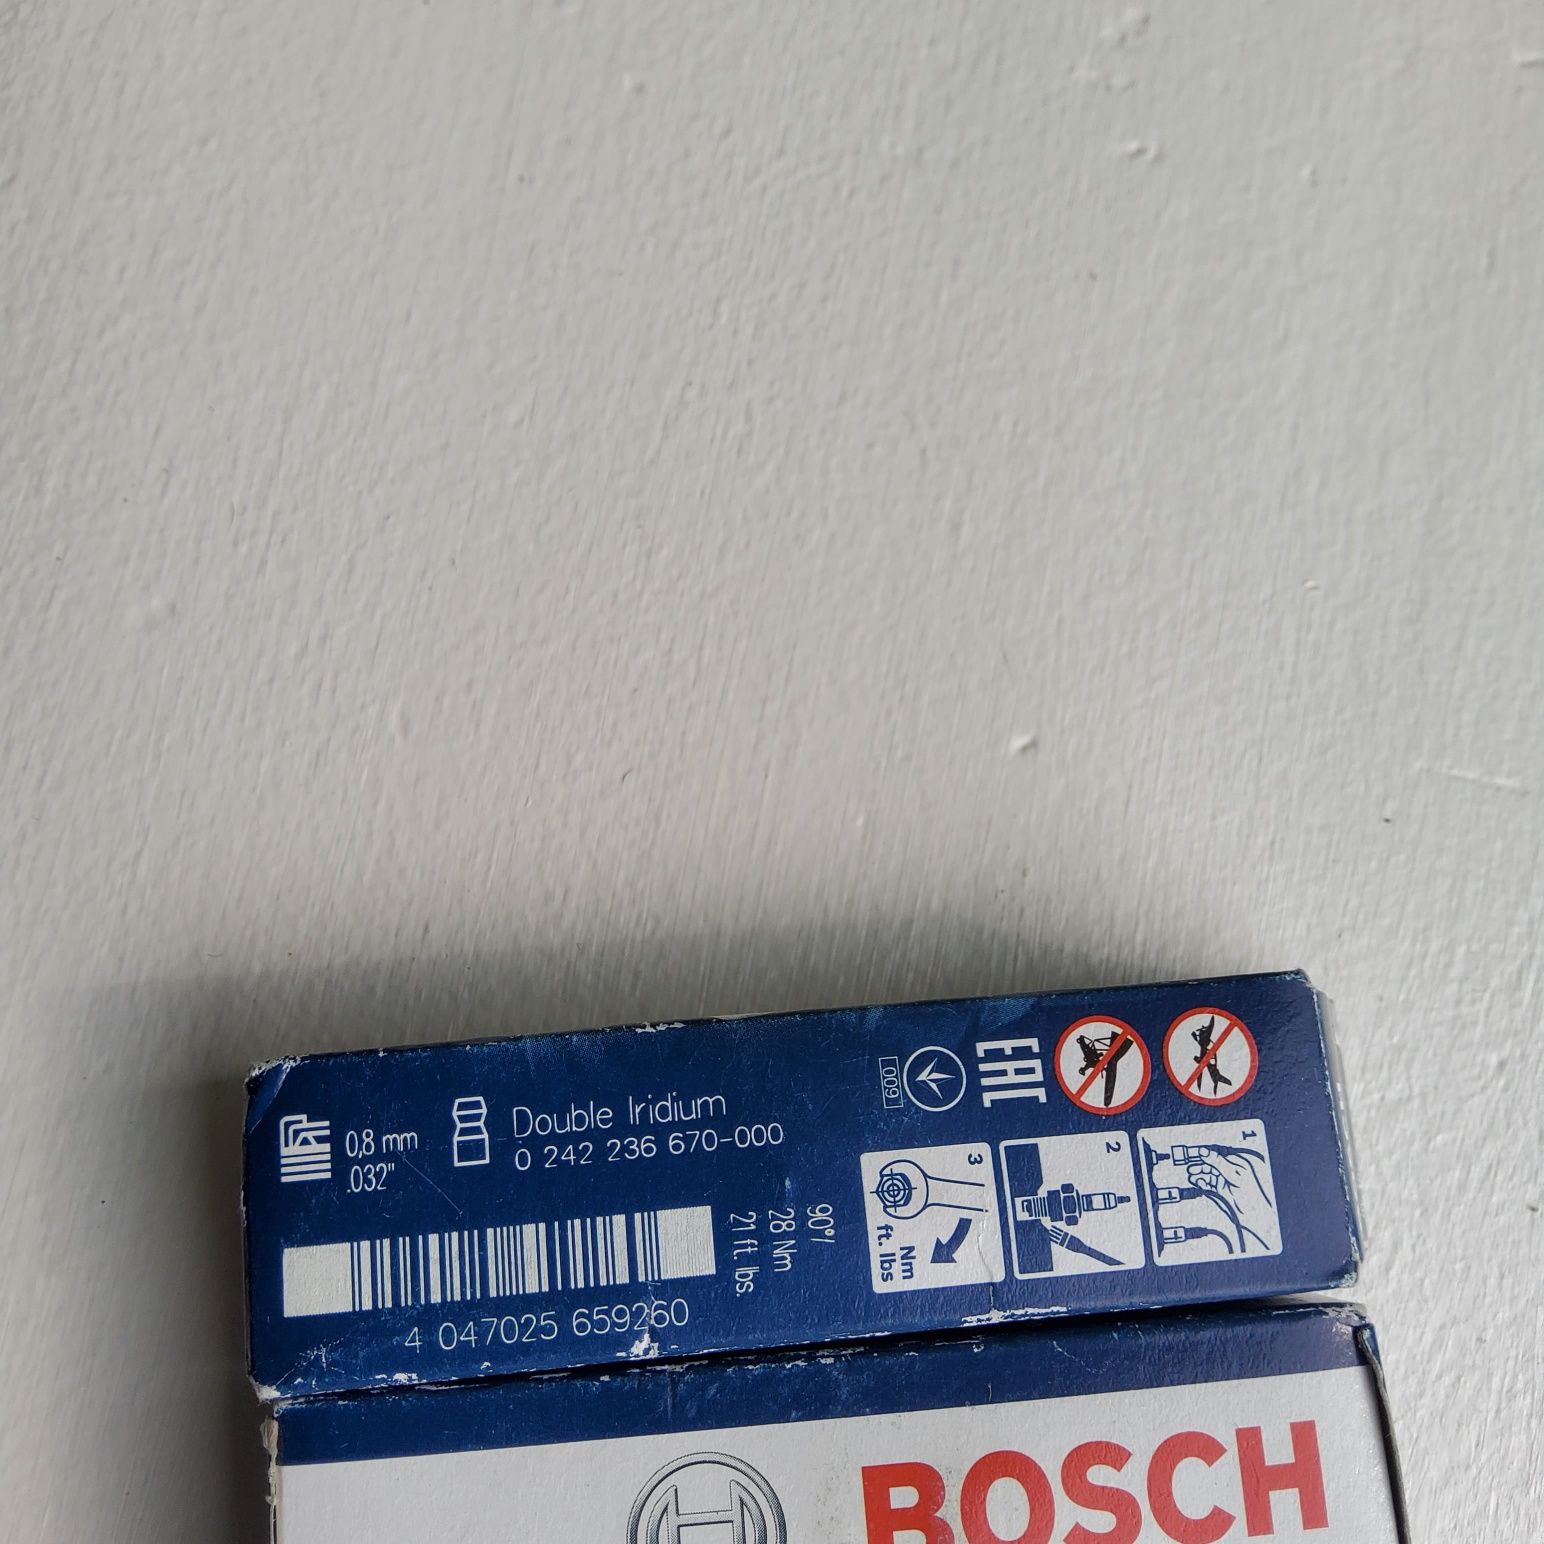 0,8 mm
.032"
Double Iridium
0 242 236 670-000
4 047025 659260
90°/
28 Nm
21 ft. lbs.
009
EAC
1
2
3
Nm
ft. lbs
BOSCH